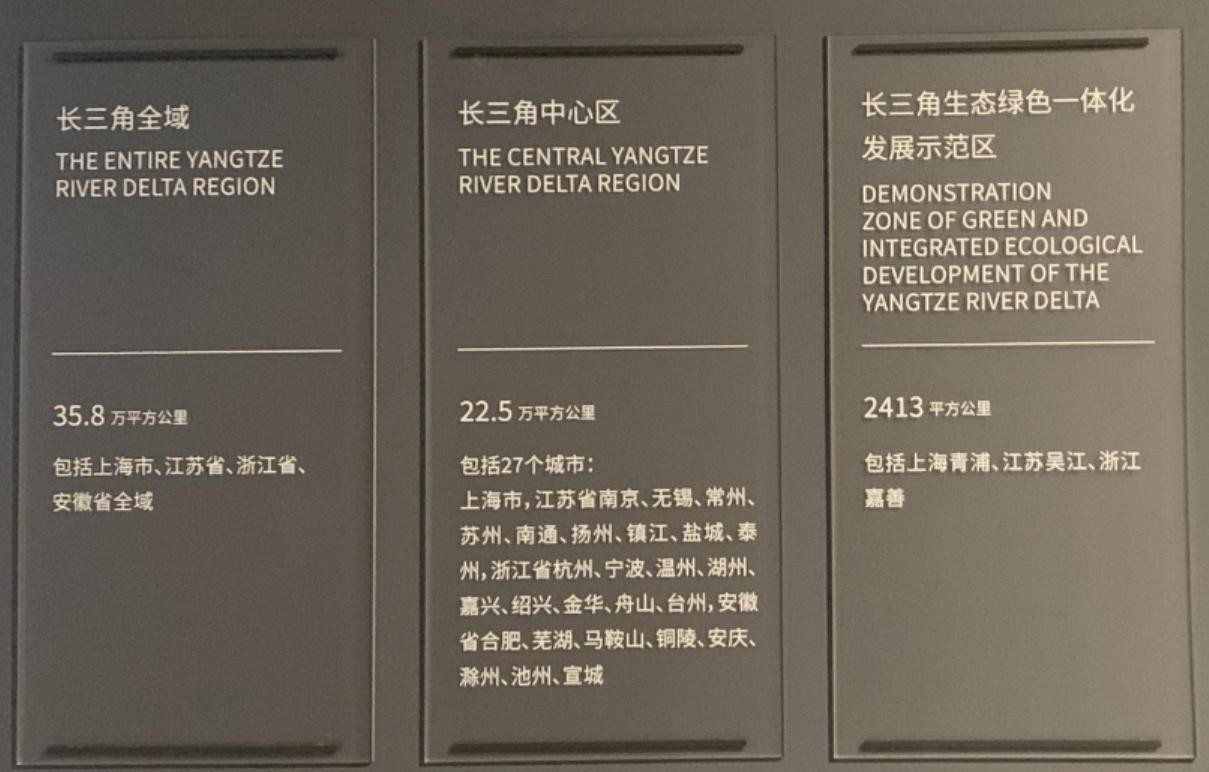 长三角全域
THE ENTIRE YANGTZE
RIVER DELTA REGION
35.8 万平方公里
包括上海市、江苏省、浙江省、
安徽省全域
长三角中心区
THE CENTRAL YANGTZE
RIVER DELTA REGION
22.5 万平方公里
包括27个城市：
上海市，江苏省南京、无锡、常州、
苏州、南通、扬州、镇江、盐城、泰
州，浙江省杭州、宁波、温州、湖州、
嘉兴、绍兴、金华、舟山、台州，安徽
省合肥、芜湖、马鞍山、铜陵、安庆、
滁州、池州、宣城
长三角生态绿色一体化
发展示范区
DEMONSTRATION
ZONE OF GREEN AND
INTEGRATED ECOLOGICAL
DEVELOPMENT OF THE
YANGTZE RIVER DELTA
2413 平方公里
包括上海青浦、江苏吴江、浙江
嘉善